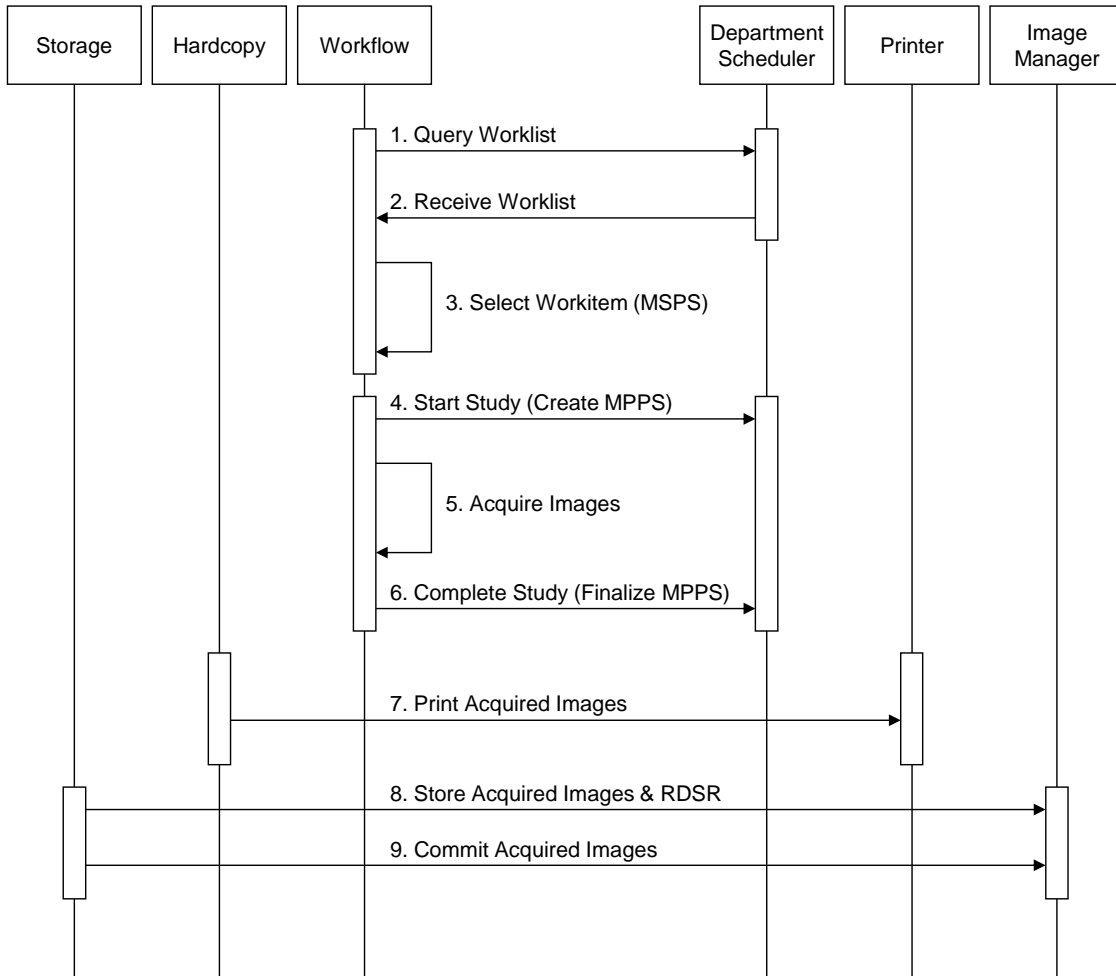 Storage
Hardcopy
Workflow
Department
Scheduler
Printer
Image
Manager
1. Query Worklist
2. Receive Worklist
3. Select Workitem (MSPS)
4. Start Study (Create MPPS)
5. Acquire Images
6. Complete Study (Finalize MPPS)
7. Print Acquired Images
8. Store Acquired Images & RDSR
9. Commit Acquired Images